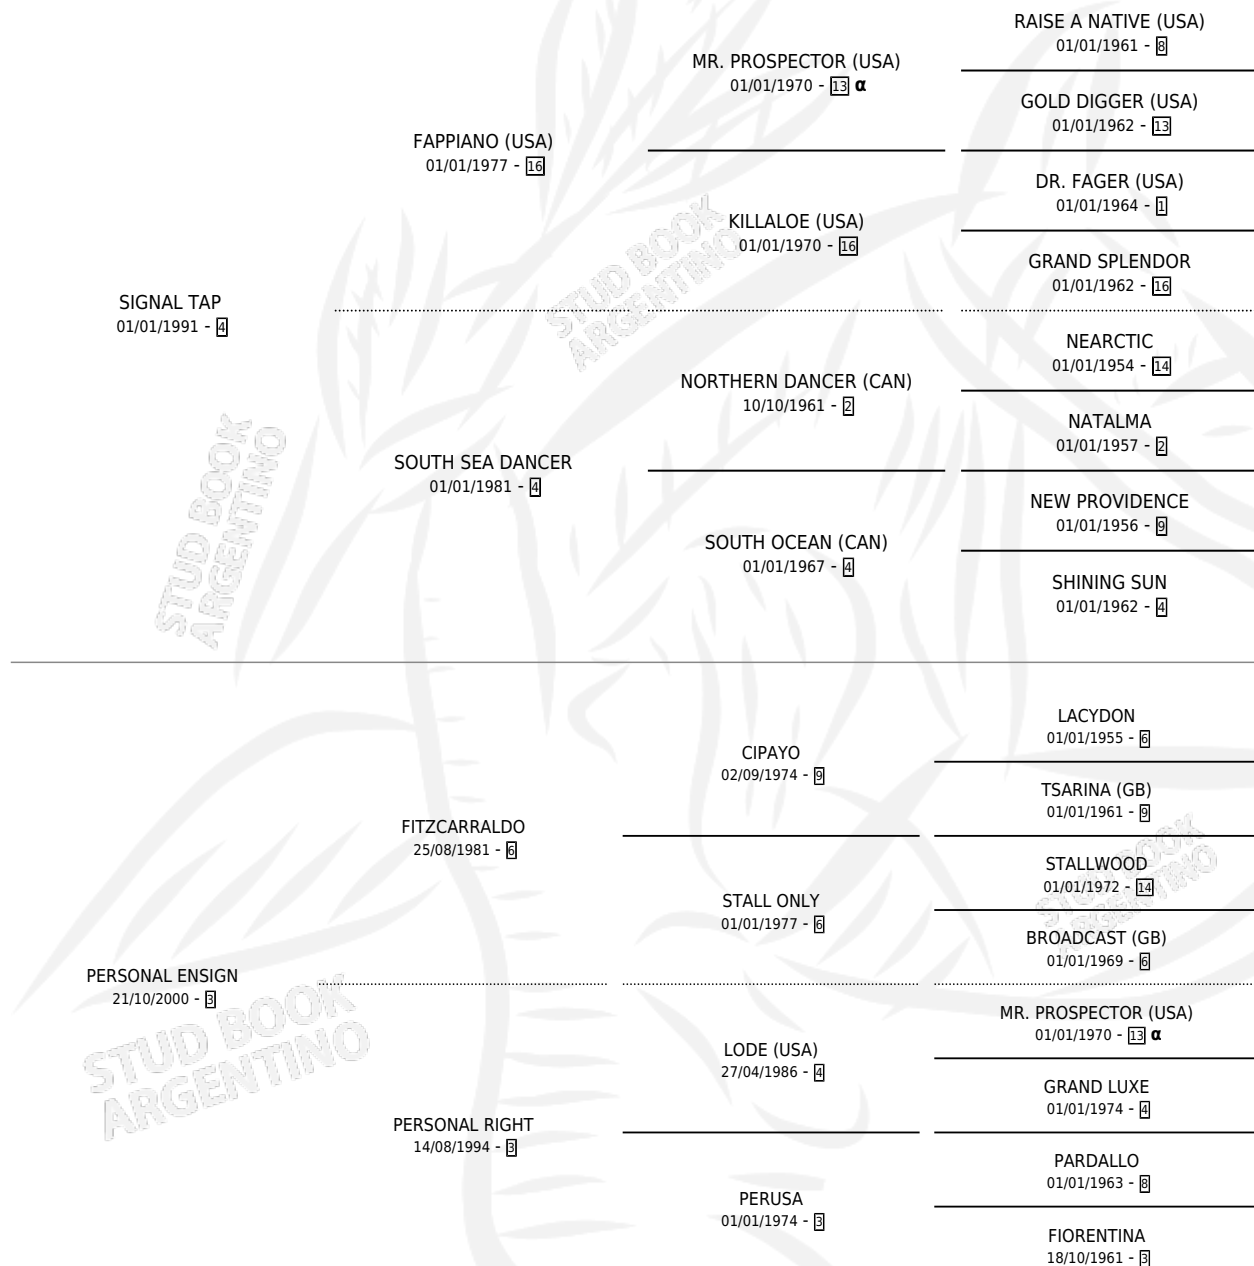 RAISE A NATIVE (USA)
01/01/1961 - 8
MR. PROSPECTOR (USA)
01/01/1970 - 13 α
GOLD DIGGER (USA)
01/01/1962 - 13
FAPPIANO (USA)
01/01/1977 - 16
DR. FAGER (USA)
01/01/1964 - 1
KILLALOE (USA)
01/01/1970 - 16
GRAND SPLENDOR
01/01/1962 - 16
SIGNAL TAP
01/01/1991 - 4
NEARCTIC
01/01/1954 - 14
NORTHERN DANCER (CAN)
10/10/1961 - 2
NATALMA
01/01/1957 - 2
SOUTH SEA DANCER
01/01/1981 - 4
NEW PROVIDENCE
01/01/1956 - 9
SOUTH OCEAN (CAN)
01/01/1967 - 4
SHINING SUN
01/01/1962 - 4
LACYDON
01/01/1955 - 6
CIPAYO
02/09/1974 - 9
TSARINA (GB)
01/01/1961 - 9
FITZCARRALDO
25/08/1981 - 6
STALLWOOD
01/01/1972 - 14
STALL ONLY
01/01/1977 - 6
BROADCAST (GB)
01/01/1969 - 6
PERSONAL ENSIGN
21/10/2000 - 3
MR. PROSPECTOR (USA)
01/01/1970 - 13 α
LODE (USA)
27/04/1986 - 4
GRAND LUXE
01/01/1974 - 4
PERSONAL RIGHT
14/08/1994 - 3
PARDALLO
01/01/1963 - 8
PERUSA
01/01/1974 - 3
FIORENTINA
18/10/1961 - 3
STUD BOOK
ARGENTINO
STUD BOOK
ARGENTINO
STUD BOOK
ARGENTINO
STUD BOOK
ARGENTINO